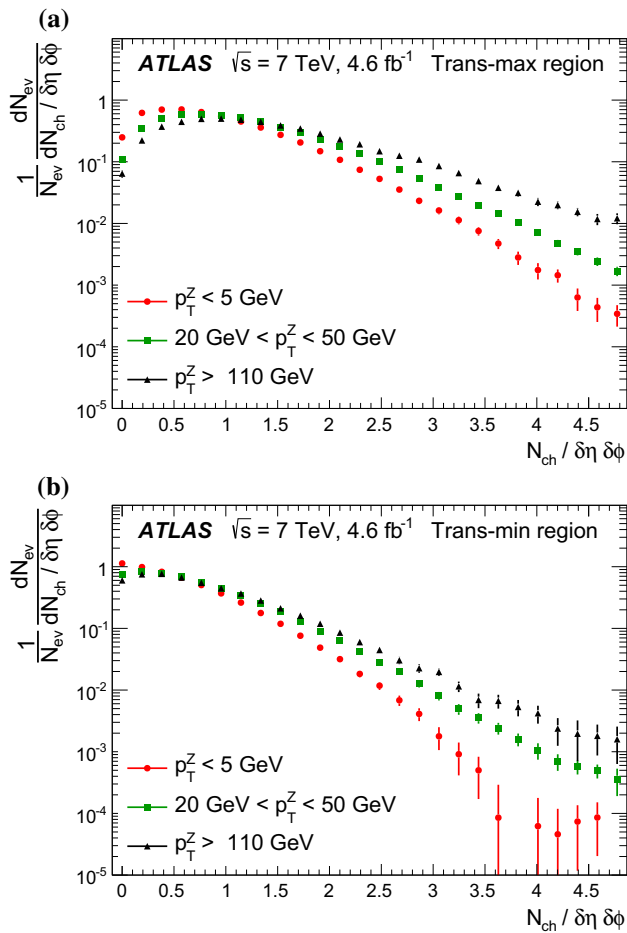 (a)
ATLAS √s = 7 TeV, 4.6 fb⁻¹ Trans-max region
1/N_ev dN_ev/dN_ch / δη δϕ
1
10⁻¹
10⁻²
10⁻³
10⁻⁴
10⁻⁵
p_T^Z < 5 GeV
20 GeV < p_T^Z < 50 GeV
p_T^Z > 110 GeV
0 0.5 1 1.5 2 2.5 3 3.5 4 4.5
N_ch / δη δϕ
(b)
ATLAS √s = 7 TeV, 4.6 fb⁻¹ Trans-min region
1/N_ev dN_ev/dN_ch / δη δϕ
1
10⁻¹
10⁻²
10⁻³
10⁻⁴
10⁻⁵
p_T^Z < 5 GeV
20 GeV < p_T^Z < 50 GeV
p_T^Z > 110 GeV
0 0.5 1 1.5 2 2.5 3 3.5 4 4.5
N_ch / δη δϕ